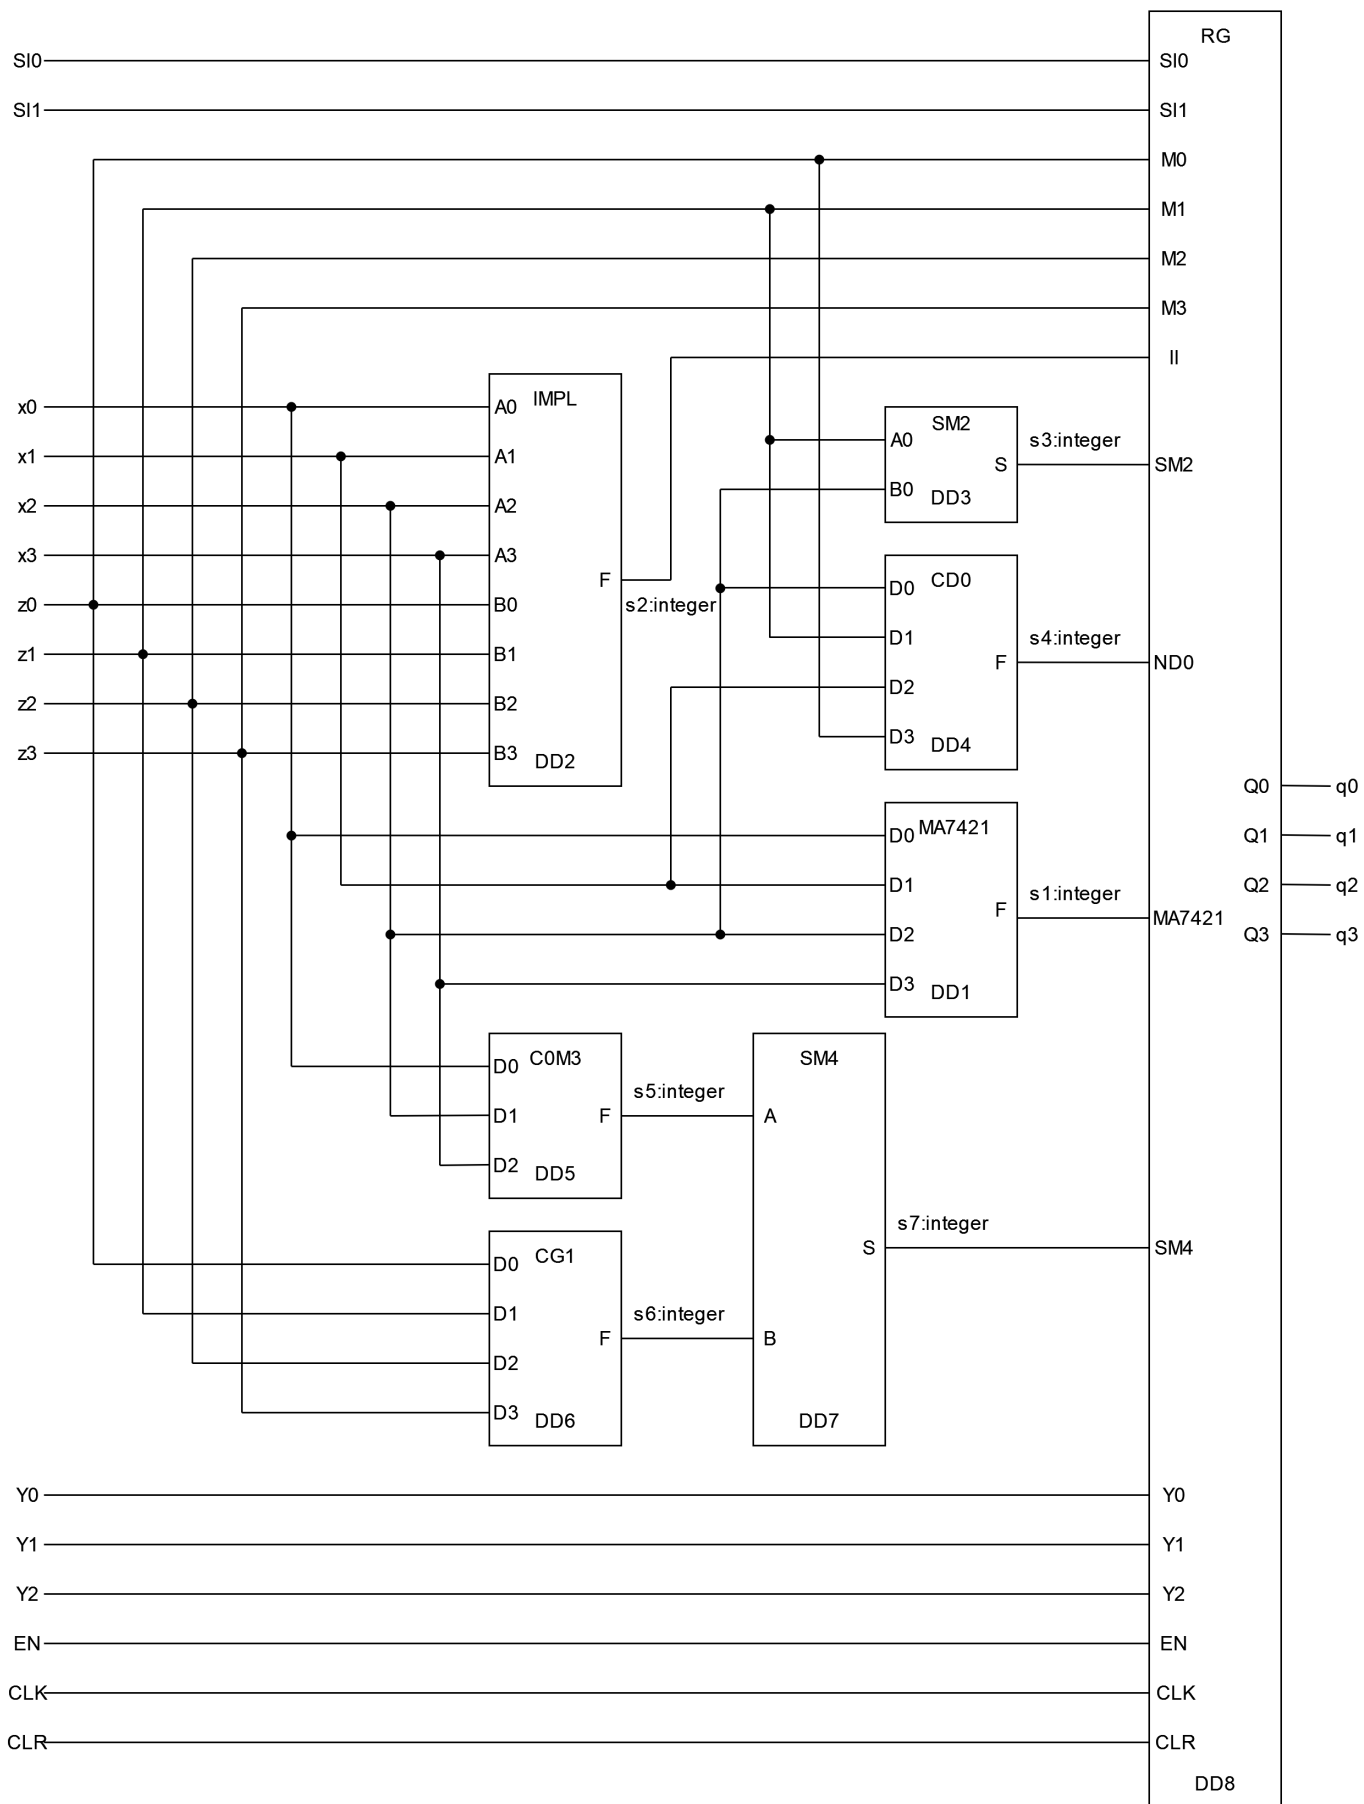 RG
SI0 SI0
SI1 SI1
M0
M1
M2
M3
II
x0 A0 IMPL
SM2
A0 s3:integer
x1 A1 S SM2
B0 DD3
x2 A2
x3 A3
F CD0
D0
z0 B0 s2:integer
D1 s4:integer
z1 B1 F ND0
D2
z2 B2
D3 DD4
z3 B3 DD2
Q0 q0
D0 MA7421 Q1 q1
D1 s1:integer Q2 q2
F MA7421
D2 Q3 q3
D3 DD1
C0M3 SM4
D0
s5:integer
D1 F A
D2 DD5
s7:integer
S SM4
CG1
D0
D1 s6:integer
F B
D2
D3 DD6 DD7
Y0 Y0
Y1 Y1
Y2 Y2
EN EN
CLK CLK
CLR CLR
DD8